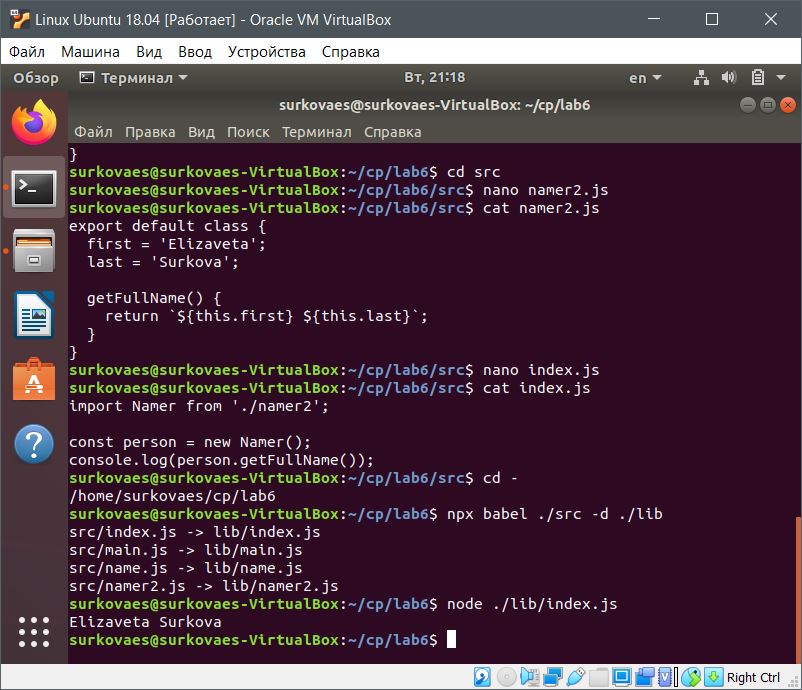 Linux Ubuntu 18.04 [Работает] - Oracle VM VirtualBox
Файл Машина Вид Ввод Устройства Справка
Обзор Терминал Вт, 21:18 en
surkovaes@surkovaes-VirtualBox: ~/cp/lab6
Файл Правка Вид Поиск Терминал Справка
}
surkovaes@surkovaes-VirtualBox:~/cp/lab6$ cd src
surkovaes@surkovaes-VirtualBox:~/cp/lab6/src$ nano namer2.js
surkovaes@surkovaes-VirtualBox:~/cp/lab6/src$ cat namer2.js
export default class {
  first = 'Elizaveta';
  last = 'Surkova';

  getFullName() {
    return `${this.first} ${this.last}`;
  }
}
surkovaes@surkovaes-VirtualBox:~/cp/lab6/src$ nano index.js
surkovaes@surkovaes-VirtualBox:~/cp/lab6/src$ cat index.js
import Namer from './namer2';

const person = new Namer();
console.log(person.getFullName());
surkovaes@surkovaes-VirtualBox:~/cp/lab6/src$ cd -
/home/surkovaes/cp/lab6
surkovaes@surkovaes-VirtualBox:~/cp/lab6$ npx babel ./src -d ./lib
src/index.js -> lib/index.js
src/main.js -> lib/main.js
src/name.js -> lib/name.js
src/namer2.js -> lib/namer2.js
surkovaes@surkovaes-VirtualBox:~/cp/lab6$ node ./lib/index.js
Elizaveta Surkova
surkovaes@surkovaes-VirtualBox:~/cp/lab6$
Right Ctrl